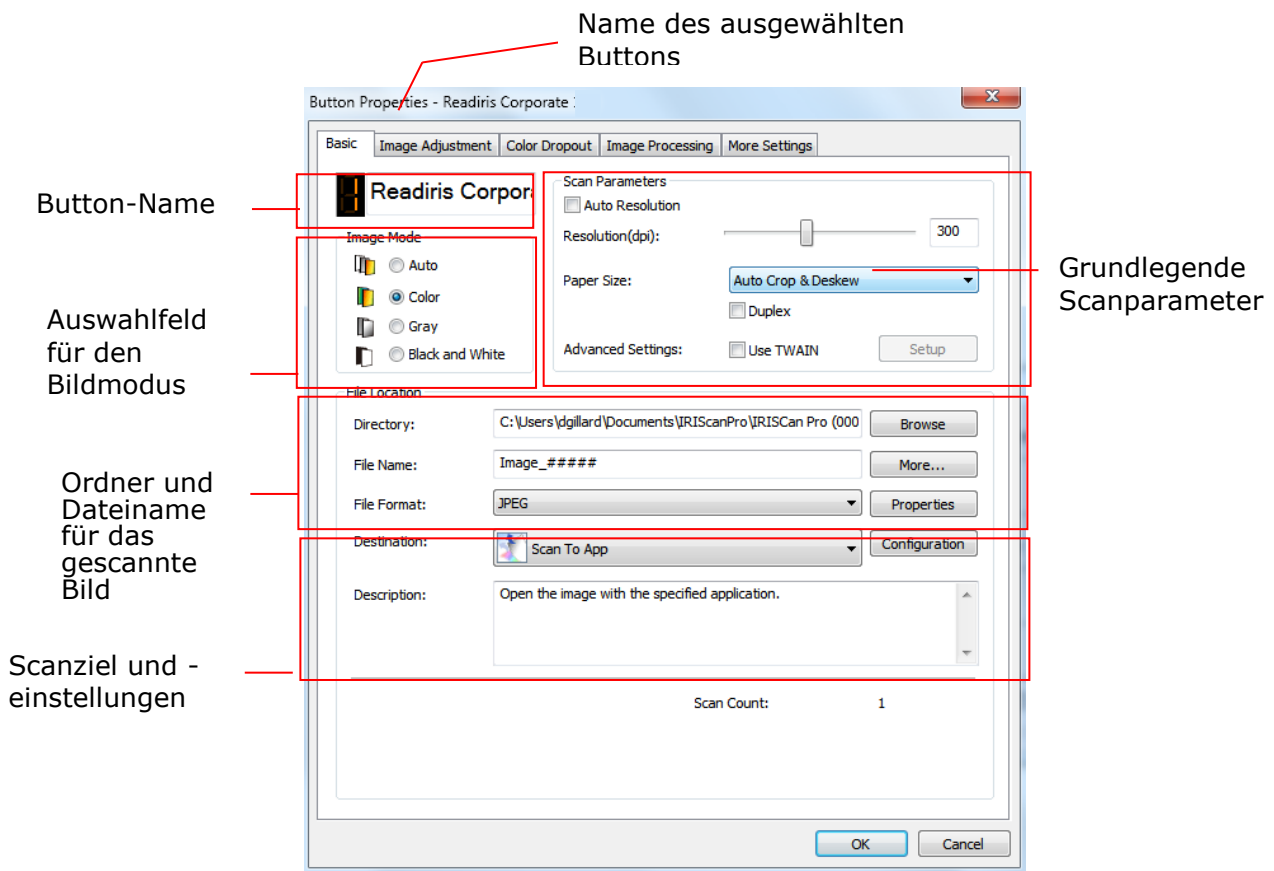 Name des ausgewählten
Buttons
Button Properties - Readiris Corporate
Basic Image Adjustment Color Dropout Image Processing More Settings
Button-Name
Readiris Corpor
Scan Parameters
Auto Resolution
Resolution(dpi): 300
Paper Size: Auto Crop & Deskew
Duplex
Advanced Settings: Use TWAIN Setup
Grundlegende
Scanparameter
Image Mode
Auto
Color
Gray
Black and White
Auswahlfeld
für den
Bildmodus
File Location
Directory: C:\Users\dgillard\Documents\IRIScanPro\IRISCan Pro (000 Browse
File Name: Image_##### More...
File Format: JPEG Properties
Ordner und
Dateiname
für das
gescannte
Bild
Destination: Scan To App Configuration
Description: Open the image with the specified application.
Scanziel und -
einstellungen
Scan Count: 1
OK Cancel